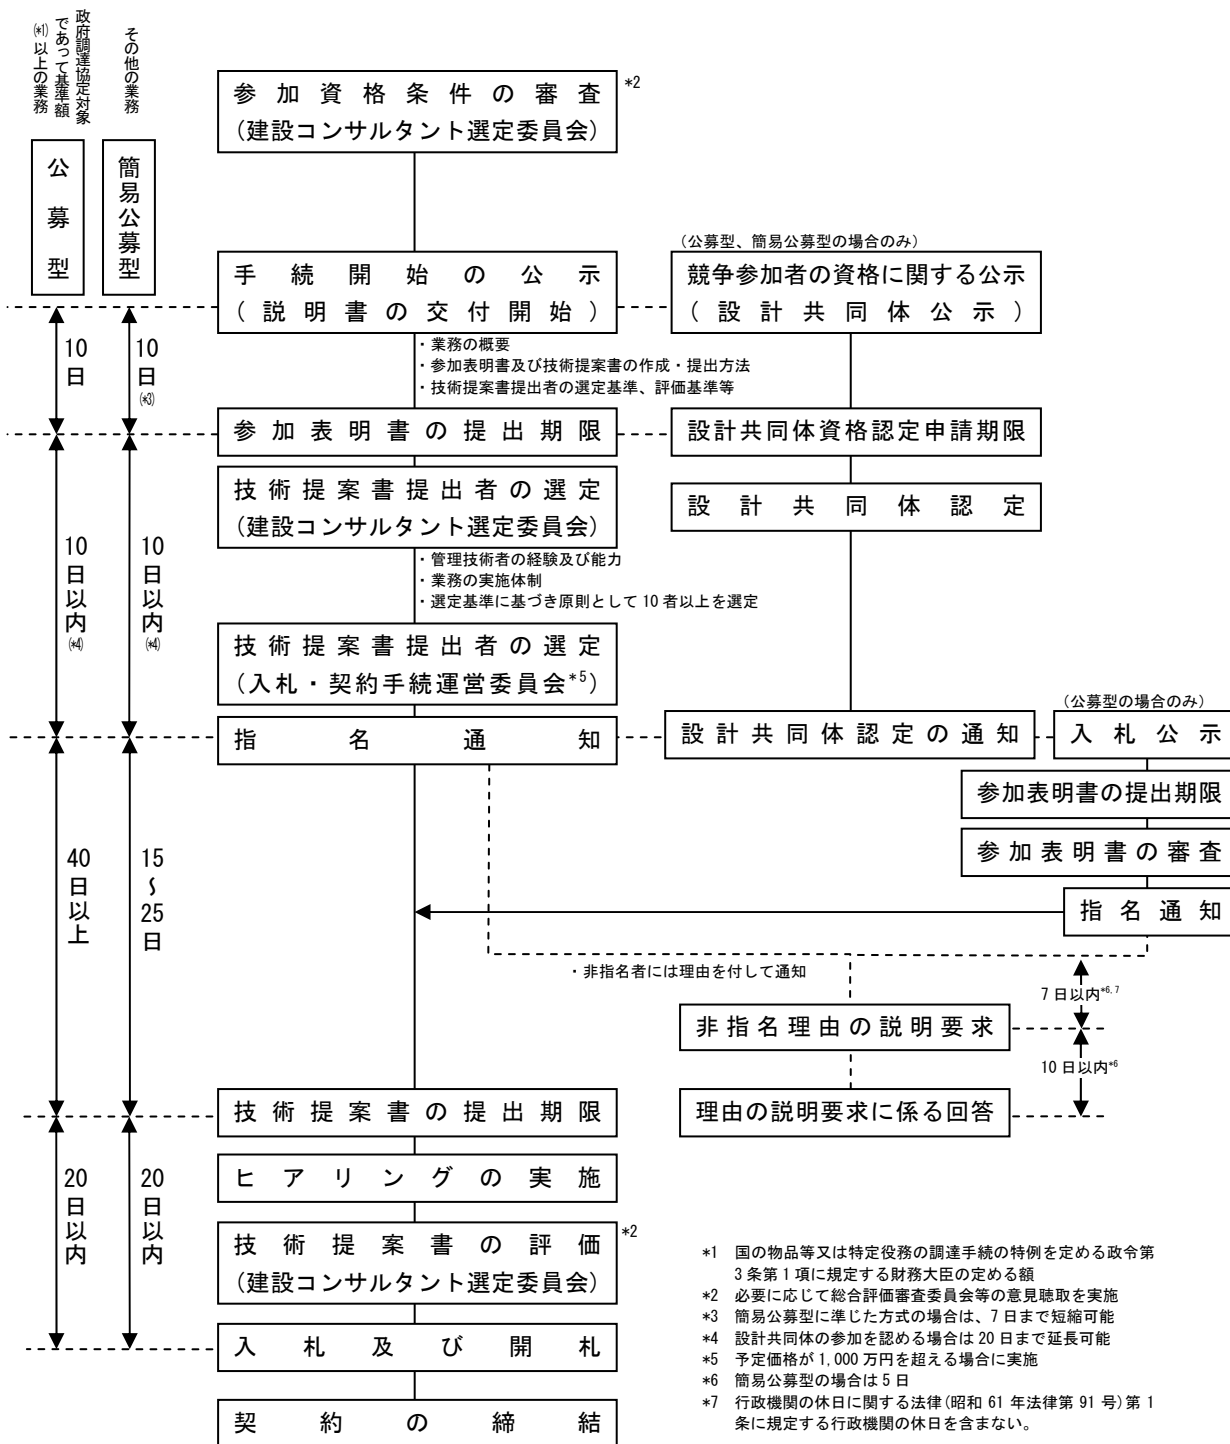 政府調達協定対象
であって基準額
(*1)以上の業務
その他の業務
公募型
簡易公募型
参加資格条件の審査 *2
(建設コンサルタント選定委員会)
(公募型、簡易公募型の場合のみ)
手続開始の公示
(説明書の交付開始)
競争参加者の資格に関する公示
(設計共同体公示)
・業務の概要
・参加表明書及び技術提案書の作成・提出方法
・技術提案書提出者の選定基準、評価基準等
10日
10日(*3)
参加表明書の提出期限
設計共同体資格認定申請期限
技術提案書提出者の選定
(建設コンサルタント選定委員会)
設計共同体認定
・管理技術者の経験及び能力
・業務の実施体制
・選定基準に基づき原則として 10 者以上を選定
10日以内(*4)
10日以内(*4)
技術提案書提出者の選定
(入札・契約手続運営委員会*5)
(公募型の場合のみ)
指名通知
設計共同体認定の通知
入札公示
参加表明書の提出期限
参加表明書の審査
指名通知
40日以上
15～25日
・非指名者には理由を付して通知
7 日以内*6,7
非指名理由の説明要求
10 日以内*6
技術提案書の提出期限
理由の説明要求に係る回答
ヒアリングの実施
20日以内
20日以内
技術提案書の評価 *2
(建設コンサルタント選定委員会)
入札及び開札
契約の締結
*1 国の物品等又は特定役務の調達手続の特例を定める政令第
3 条第 1 項に規定する財務大臣の定める額
*2 必要に応じて総合評価審査委員会等の意見聴取を実施
*3 簡易公募型に準じた方式の場合は、7 日まで短縮可能
*4 設計共同体の参加を認める場合は 20 日まで延長可能
*5 予定価格が 1,000 万円を超える場合に実施
*6 簡易公募型の場合は 5 日
*7 行政機関の休日に関する法律(昭和 61 年法律第 91 号)第 1
条に規定する行政機関の休日を含まない。